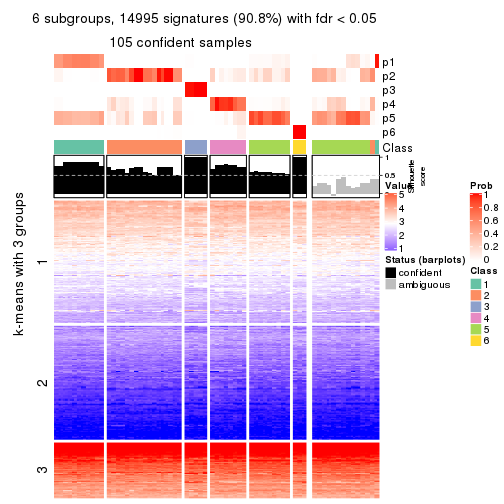 6 subgroups, 14995 signatures (90.8%) with fdr < 0.05
105 confident samples
p1
p2
p3
p4
p5
p6
Class
1
0.5
0
Silhouette
score
k-means with 3 groups
1
2
3
Value
5
4
3
2
1
Status (barplots)
confident
ambiguous
Prob
1
0.8
0.6
0.4
0.2
0
Class
1
2
3
4
5
6